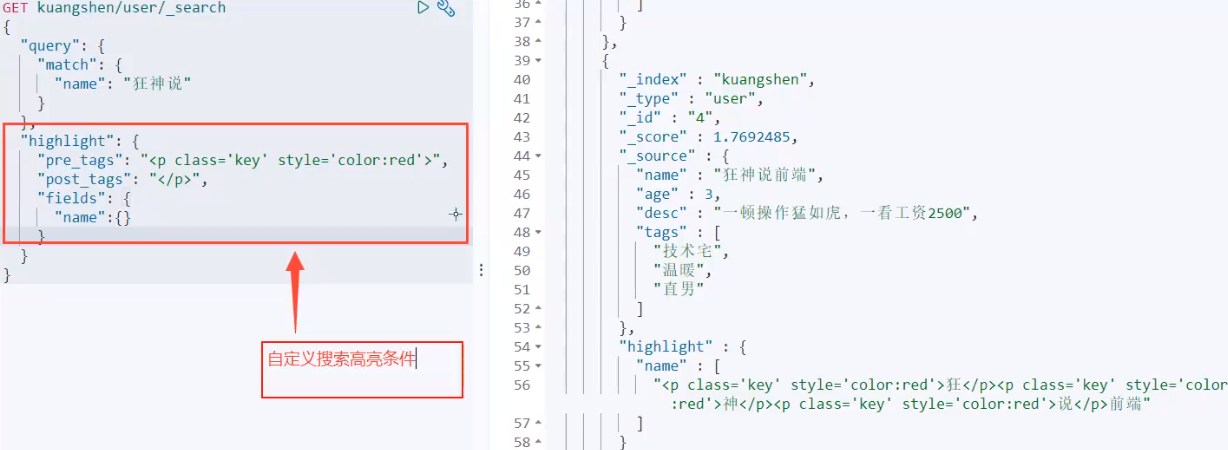 GET kuangshen/user/_search
{
"query": {
"match": {
"name": "狂神说"
}
},
"highlight": {
"pre_tags": "<p class='key' style='color:red'>",
"post_tags": "</p>",
"fields": {
"name":{}
}
}
}
自定义搜索高亮条件
36 ]
37 }
38 },
39 {
40 "_index" : "kuangshen",
41 "_type" : "user",
42 "_id" : "4",
43 "_score" : 1.7692485,
44 "_source" : {
45 "name" : "狂神说前端",
46 "age" : 3,
47 "desc" : "一顿操作猛如虎，一看工资2500",
48 "tags" : [
49 "技术宅",
50 "温暖",
51 "直男"
52 ]
53 },
54 "highlight" : {
55 "name" : [
56 "<p class='key' style='color:red'>狂</p><p class='key' style='color
:red'>神</p><p class='key' style='color:red'>说</p>前端"
57 ]
58 }